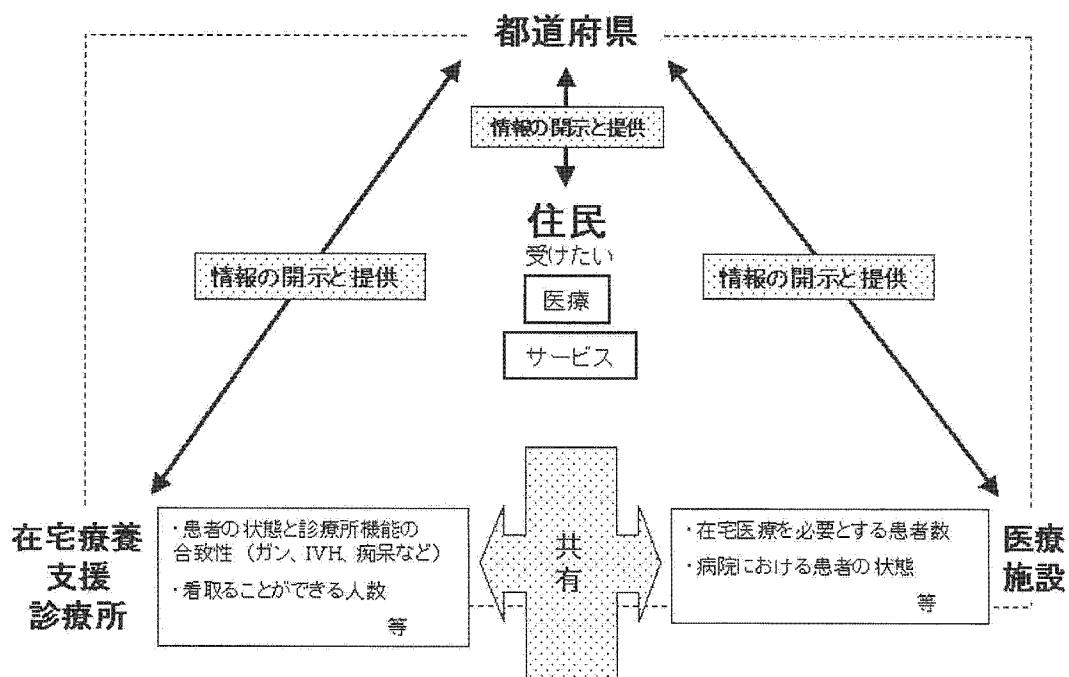 都道府県
情報の開示と提供
住民
受けたい
医療
サービス
情報の開示と提供
情報の開示と提供
在宅療養
支援
診療所
・患者の状態と診療所機能の
合致性（ガン、IVH、痴呆など）
・看取ることができる人数
等
共
有
・在宅医療を必要とする患者数
・病院における患者の状態
等
医療
施設